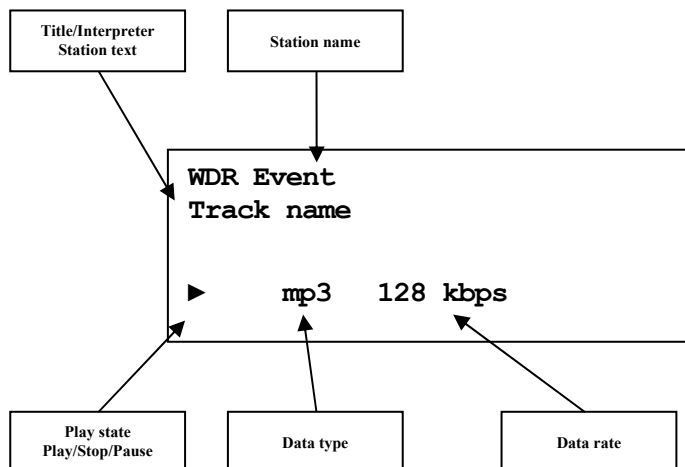 Title/Interpreter
Station text
Station name
WDR Event
Track name
► mp3 128 kbps
Play state
Play/Stop/Pause
Data type
Data rate